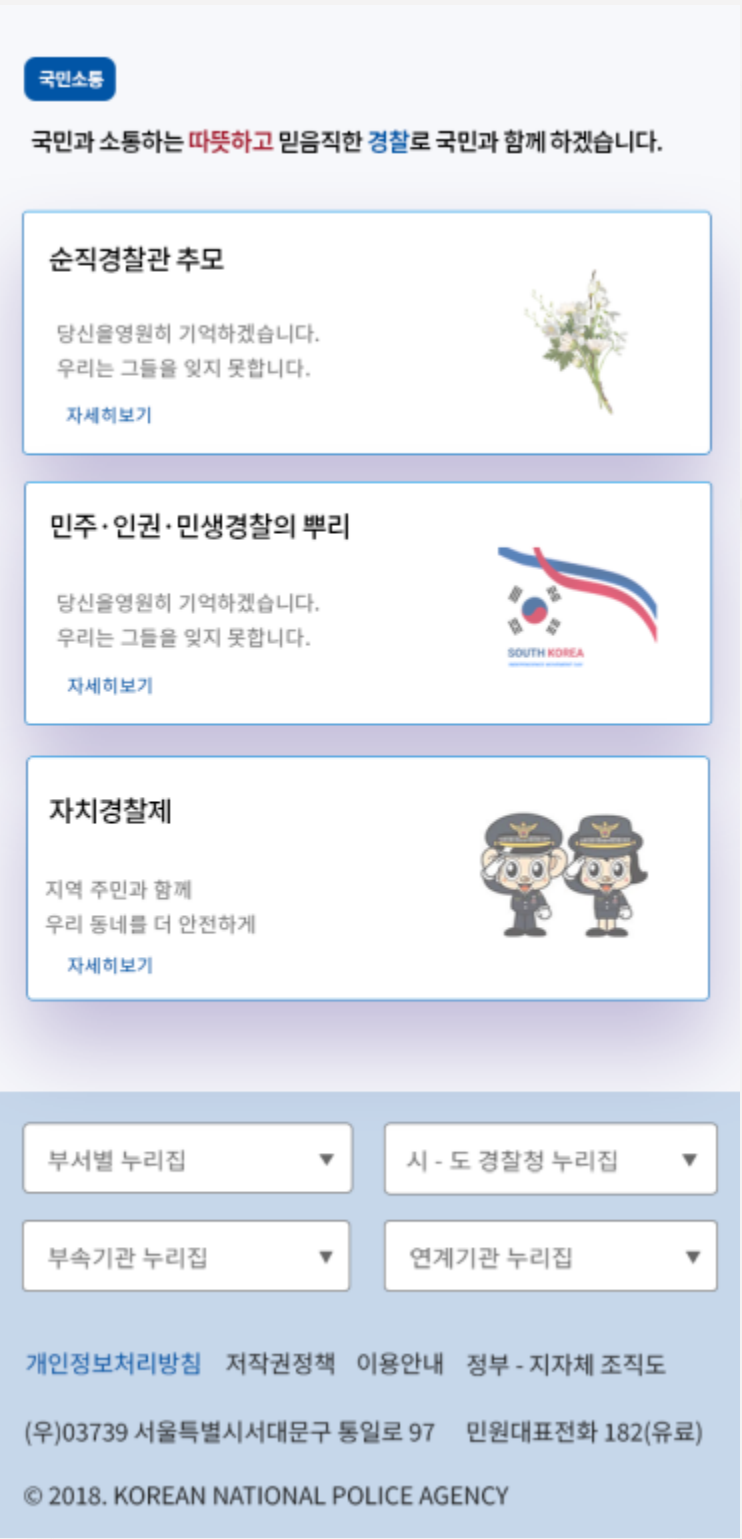 국민소통
국민과 소통하는 따뜻하고 믿음직한 경찰로 국민과 함께 하겠습니다.
순직경찰관 추모
당신을영원히 기억하겠습니다.
우리는 그들을 잊지 못합니다.
자세히보기
민주·인권·민생경찰의 뿌리
당신을영원히 기억하겠습니다.
우리는 그들을 잊지 못합니다.
자세히보기
SOUTH KOREA
자치경찰제
지역 주민과 함께
우리 동네를 더 안전하게
자세히보기
부서별 누리집
시 - 도 경찰청 누리집
부속기관 누리집
연계기관 누리집
개인정보처리방침 저작권정책 이용안내 정부 - 지자체 조직도
(우)03739 서울특별시서대문구 통일로 97 민원대표전화 182(유료)
© 2018. KOREAN NATIONAL POLICE AGENCY